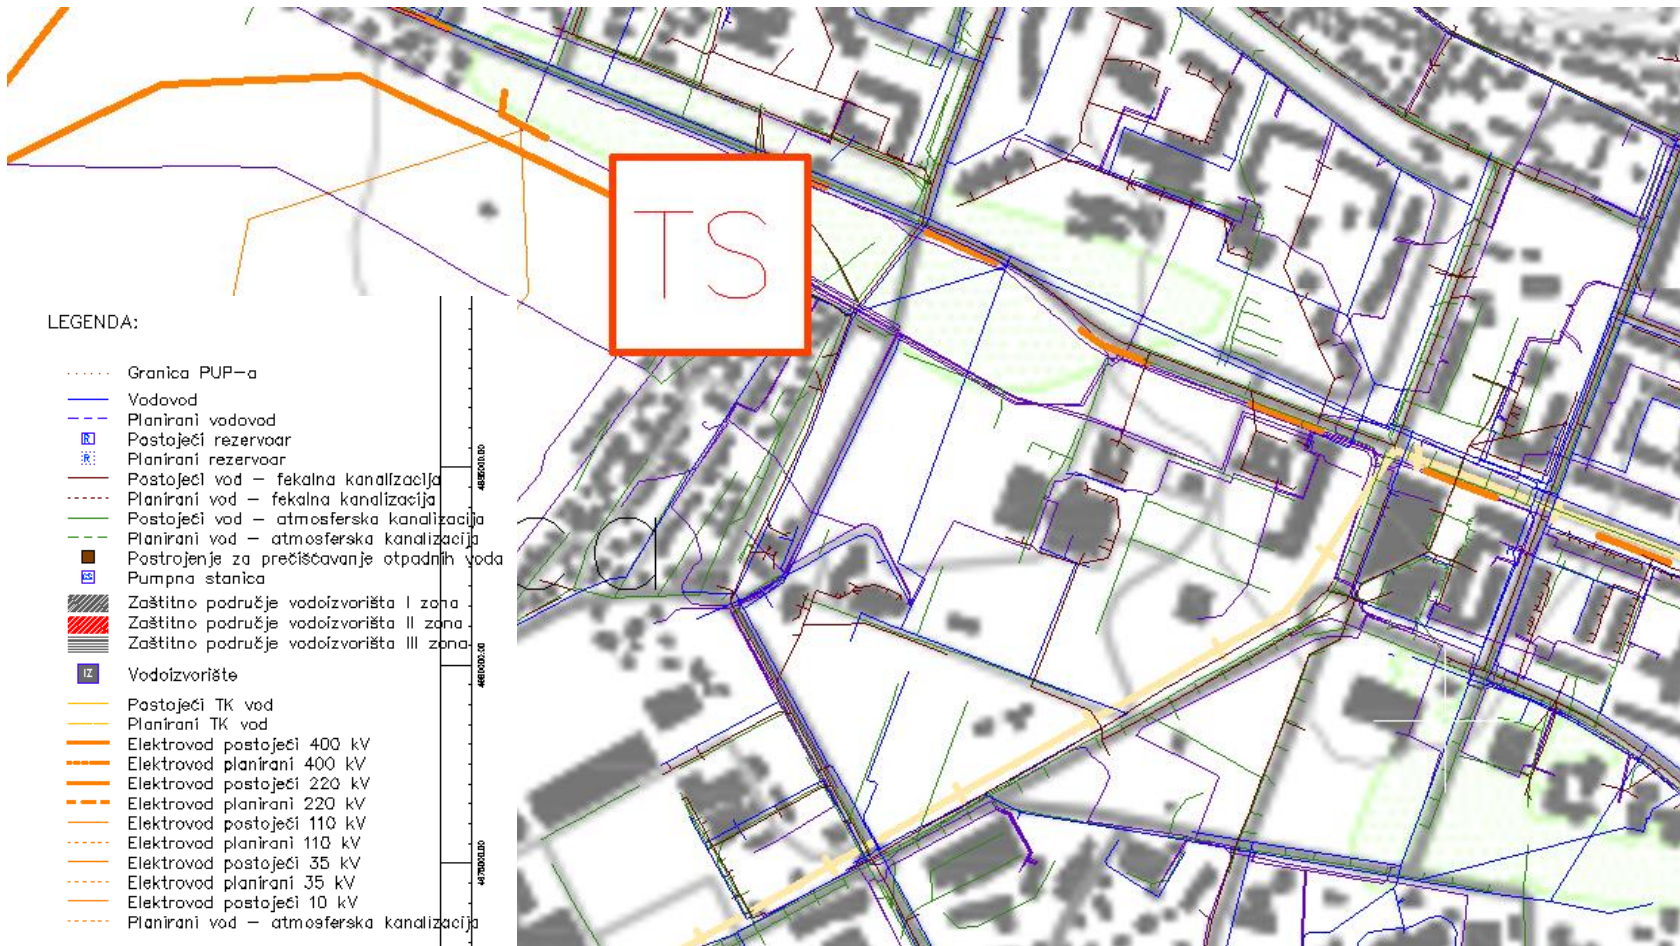 TS
LEGENDA:
Granica PUP-a
Vodovod
Planirani vodovod
R Postojeći rezervoar
R Planirani rezervoar
Postojeći vod - fekalna kanalizacija
Planirani vod - fekalna kanalizacija
Postojeći vod - atmosferska kanalizacija
Planirani vod - atmosferska kanalizacija
Postrojenje za prečišćavanje otpadnih voda
Pumpna stanica
Zaštitno područje vodoizvorišta I zona
Zaštitno područje vodoizvorišta II zona
Zaštitno područje vodoizvorišta III zona
IZ Vodoizvorište
Postojeći TK vod
Planirani TK vod
Elektrovod postojeći 400 kV
Elektrovod planirani 400 kV
Elektrovod postojeći 220 kV
Elektrovod planirani 220 kV
Elektrovod postojeći 110 kV
Elektrovod planirani 110 kV
Elektrovod postojeći 35 kV
Elektrovod planirani 35 kV
Elektrovod postojeći 10 kV
Planirani vod - atmosferska kanalizacija